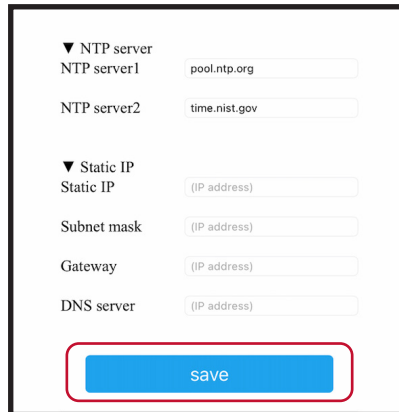 ▼ NTP server
NTP server1 pool.ntp.org
NTP server2 time.nist.gov
▼ Static IP
Static IP (IP address)
Subnet mask (IP address)
Gateway (IP address)
DNS server (IP address)
save